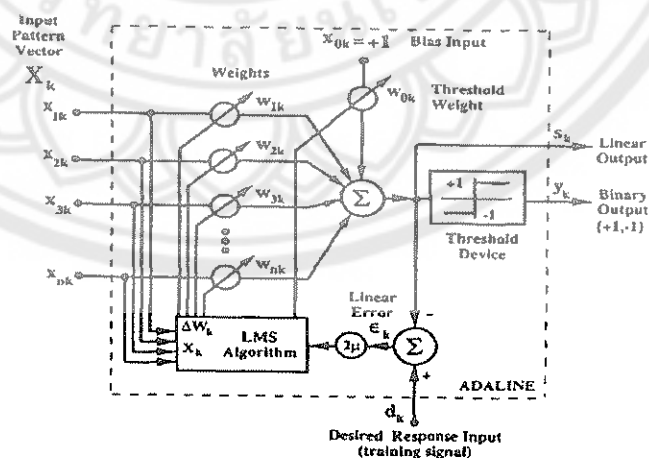 Input
Pattern
Vector
X_k
x_0k = +1
Bias Input
Weights
Threshold
Weight
x_1k
w_1k
w_0k
s_k
Linear
Output
x_2k
w_2k
Σ
+1
-1
y_k
Binary
Output
(+1,-1)
x_3k
w_3k
Threshold
Device
x_nk
w_nk
Linear
Error
∈_k
-
ΔW_k
X_k
LMS
Algorithm
2μ
Σ
+
ADALINE
d_k
Desired Response Input
(training signal)